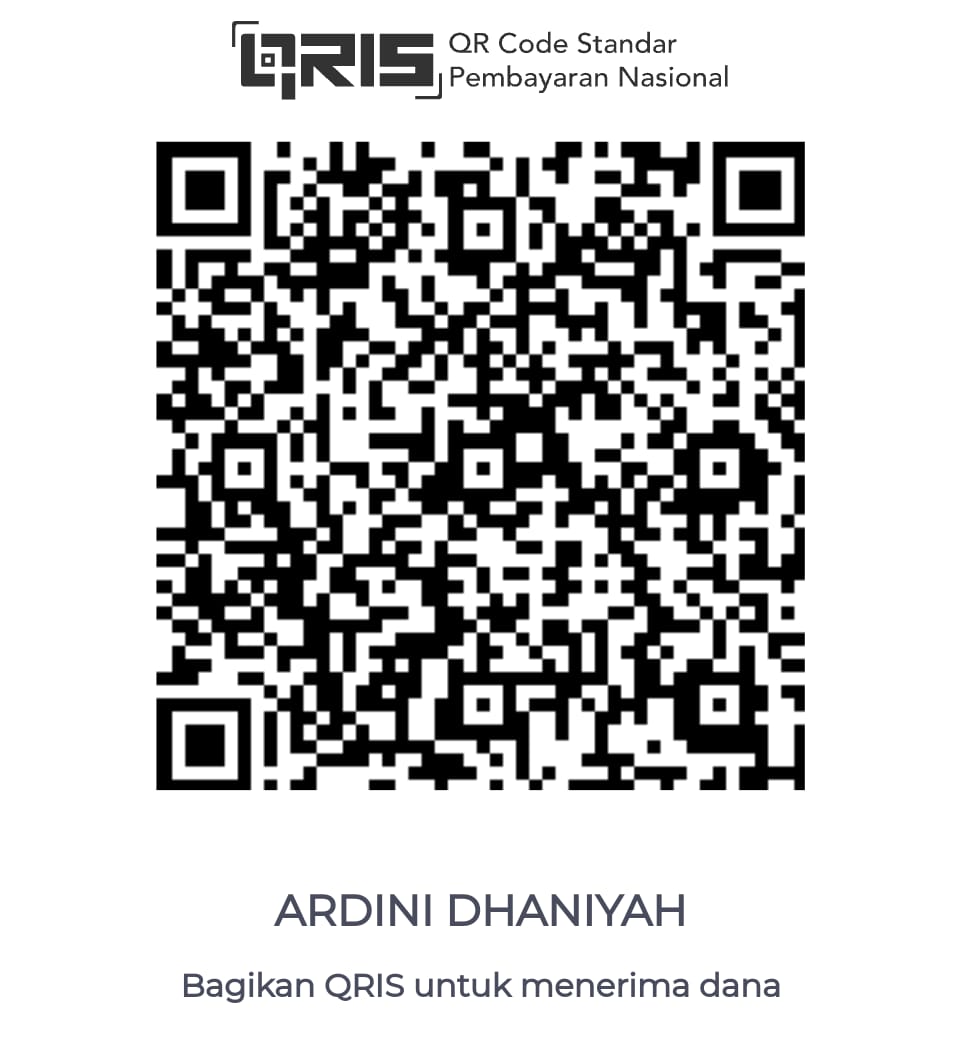 QRIS
QR Code Standar
Pembayaran Nasional
ARDINI DHANIYAH
Bagikan QRIS untuk menerima dana